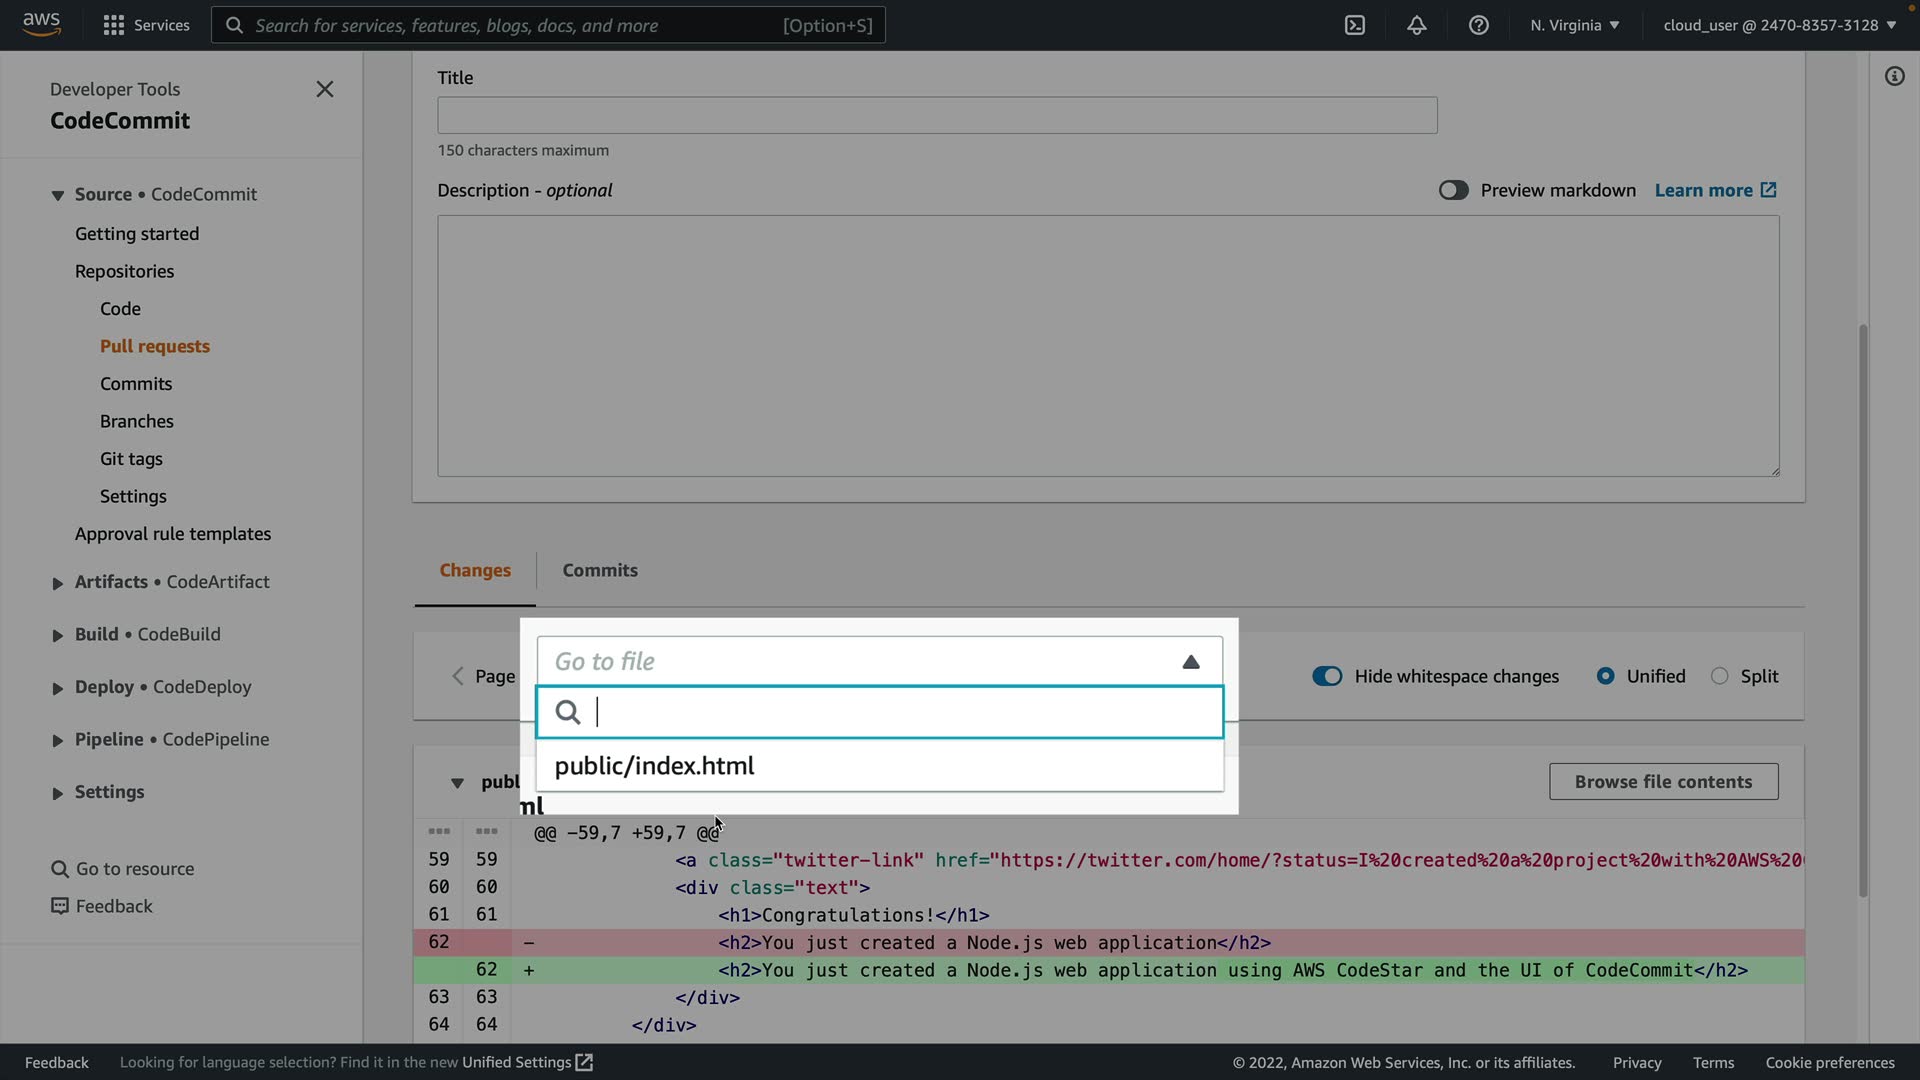 aws
Services
Search for services, features, blogs, docs, and more
[Option+S]
N. Virginia
cloud_user @ 2470-8357-3128
Developer Tools
CodeCommit
Source • CodeCommit
Getting started
Repositories
Code
Pull requests
Commits
Branches
Git tags
Settings
Approval rule templates
Artifacts • CodeArtifact
Build • CodeBuild
Deploy • CodeDeploy
Pipeline • CodePipeline
Settings
Go to resource
Feedback
Title
150 characters maximum
Description - optional
Preview markdown
Learn more
Changes
Commits
Page
Go to file
public/index.html
Hide whitespace changes
Unified
Split
publ
ml
Browse file contents
@@ -59,7 +59,7 @@
59 59 <a class="twitter-link" href="https://twitter.com/home/?status=I%20created%20a%20project%20with%20AWS%20
60 60 <div class="text">
61 61 <h1>Congratulations!</h1>
62 - <h2>You just created a Node.js web application</h2>
62 + <h2>You just created a Node.js web application using AWS CodeStar and the UI of CodeCommit</h2>
63 63 </div>
64 64 </div>
Feedback
Looking for language selection? Find it in the new Unified Settings
© 2022, Amazon Web Services, Inc. or its affiliates.
Privacy
Terms
Cookie preferences